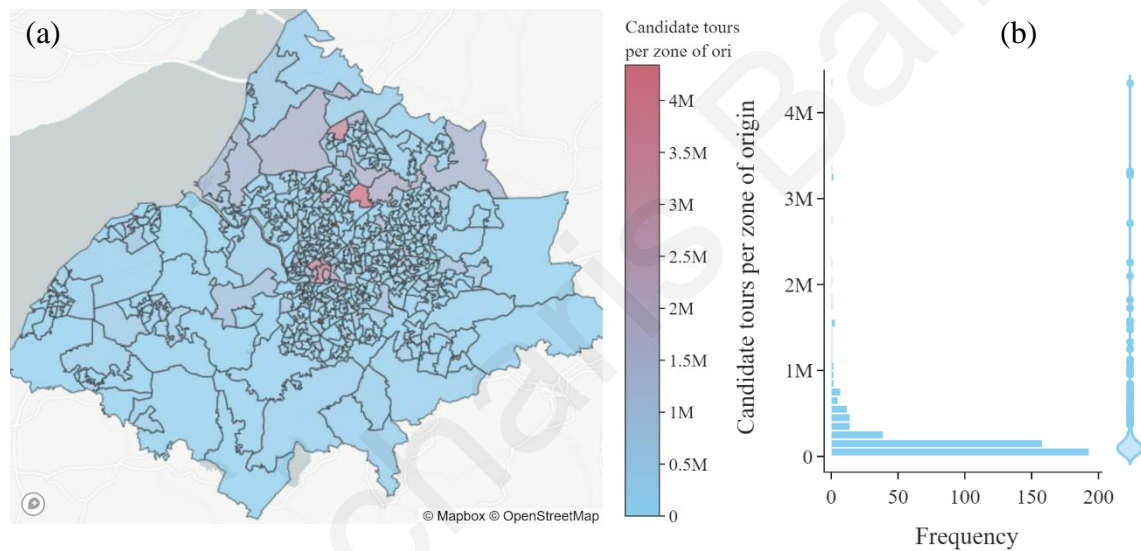 (a)
Candidate tours
per zone of ori
4M
3.5M
3M
2.5M
2M
1.5M
1M
0.5M
0
© Mapbox © OpenStreetMap
(b)
Candidate tours per zone of origin
4M
3M
2M
1M
0
0
50
100
150
200
Frequency